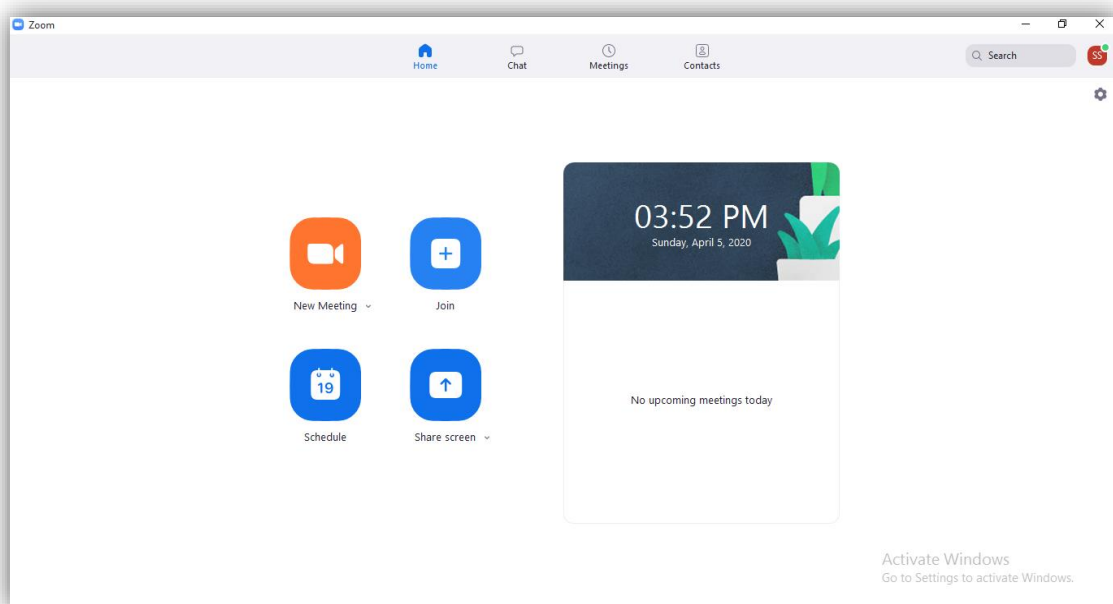 Zoom
Home
Chat
Meetings
Contacts
Search
SS
03:52 PM
Sunday, April 5, 2020
New Meeting
Join
19
Schedule
Share screen
No upcoming meetings today
Activate Windows
Go to Settings to activate Windows.